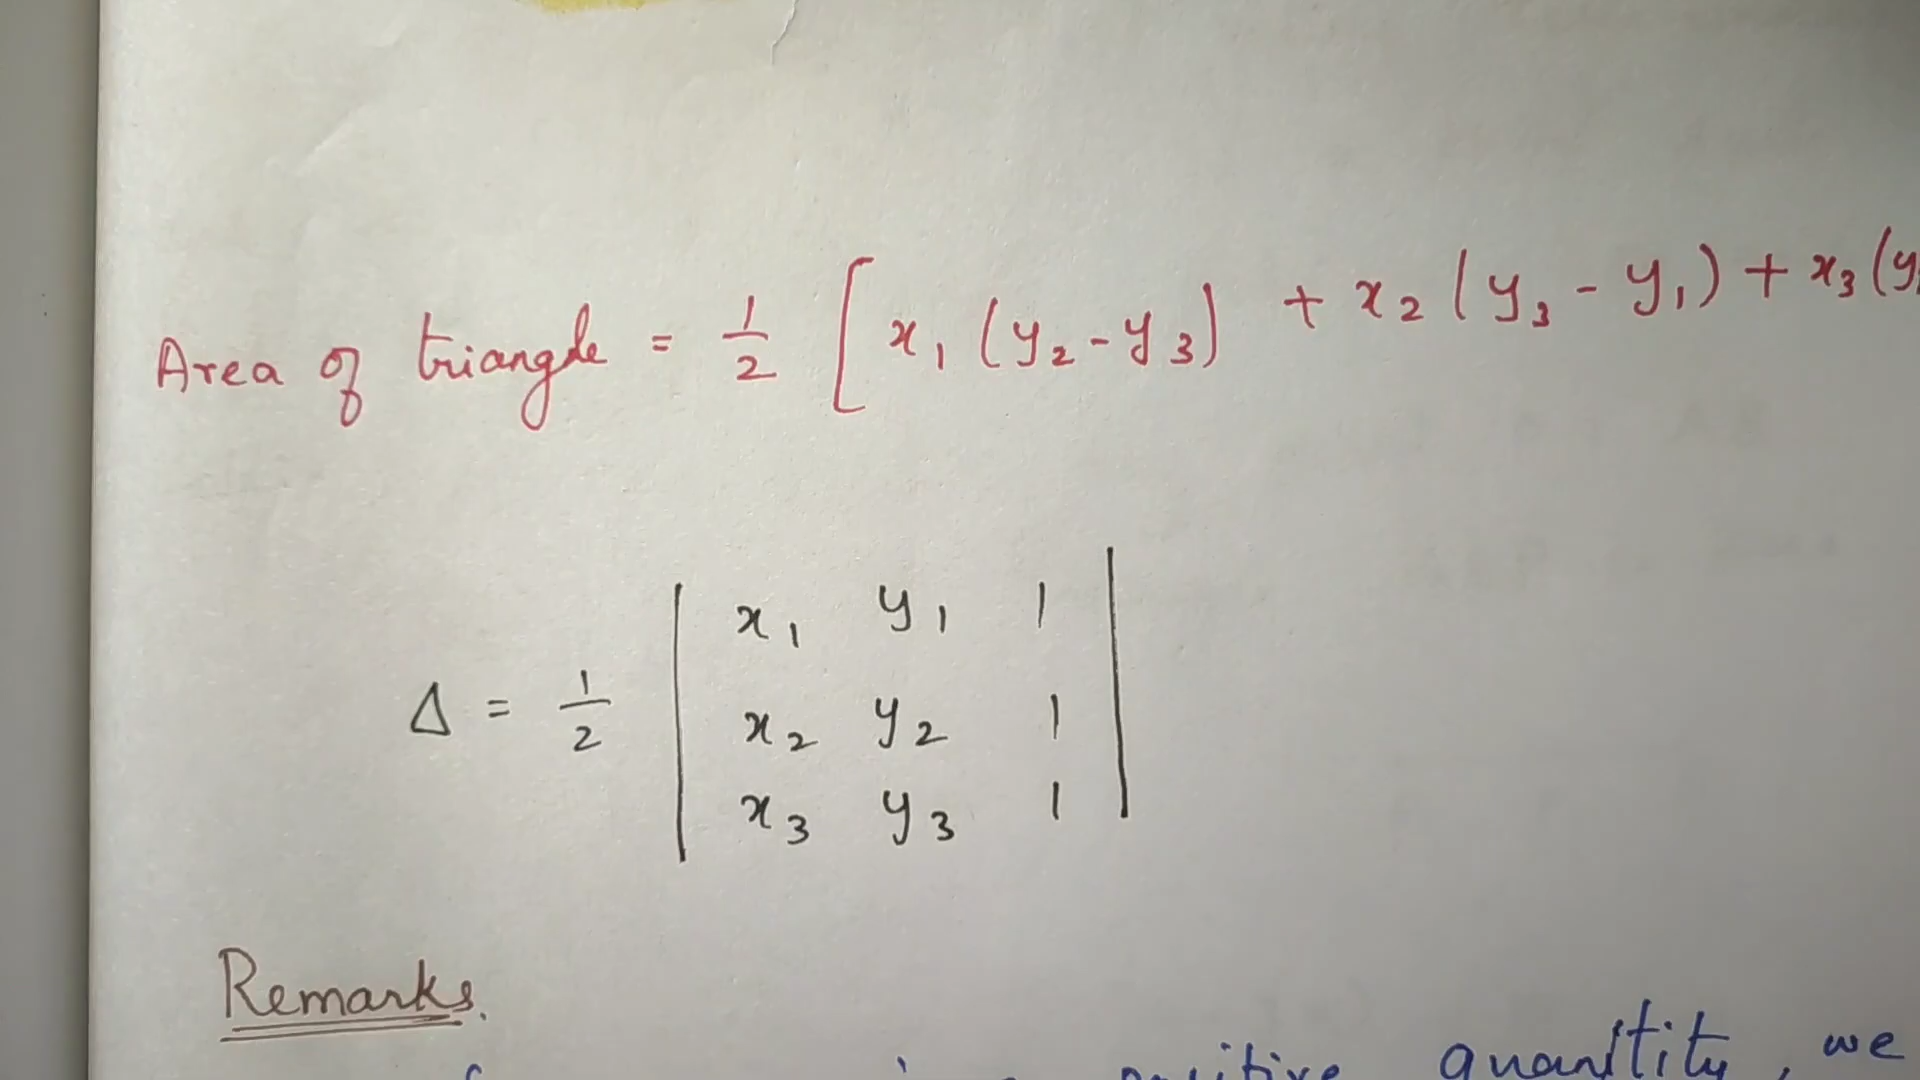 Area of triangle = 1/2 [ x₁ (y₂ - y₃) + x₂ (y₃ - y₁) + x₃ (y
Δ = 1/2 | x₁ y₁ 1 |
| x₂ y₂ 1 |
| x₃ y₃ 1 |
Remarks.
positive quantity, we